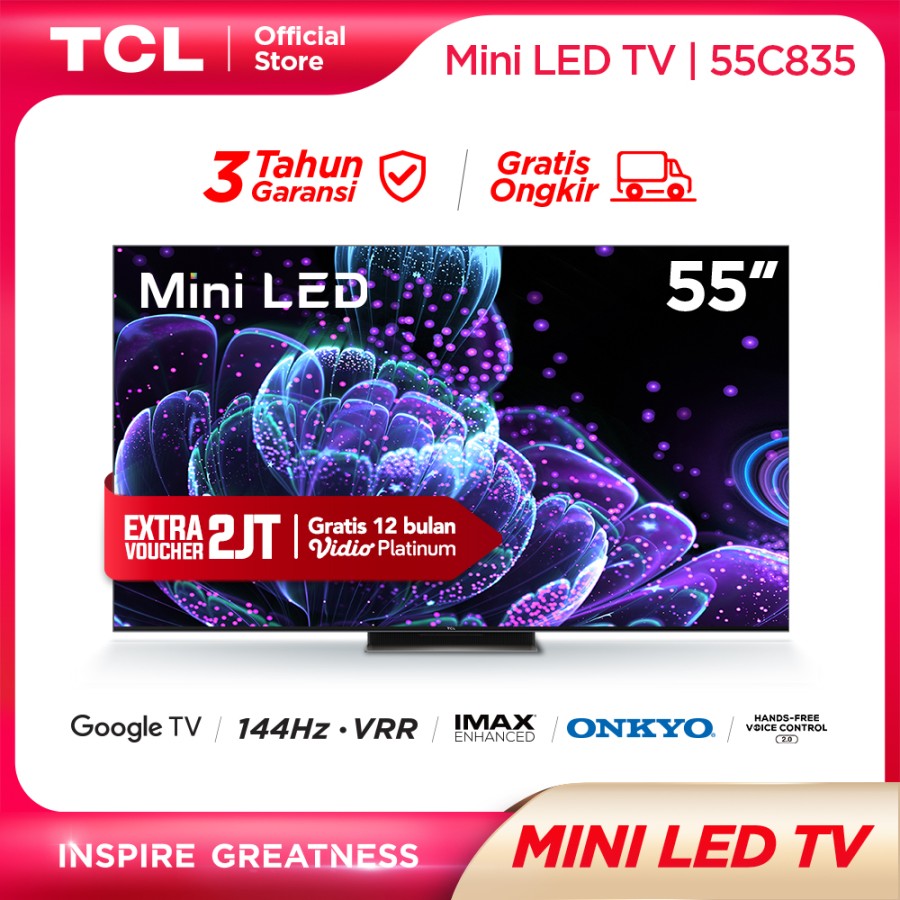 TCL
Official
Store
Mini LED TV | 55C835
3 Tahun
Garansi
Gratis
Ongkir
Mini LED
55"
EXTRA
VOUCHER
2JT
Gratis 12 bulan
Vidio Platinum
TCL
Google TV
144Hz · VRR
IMAX
ENHANCED
ONKYO
HANDS-FREE
VOICE CONTROL
2.0
INSPIRE GREATNESS
MINI LED TV